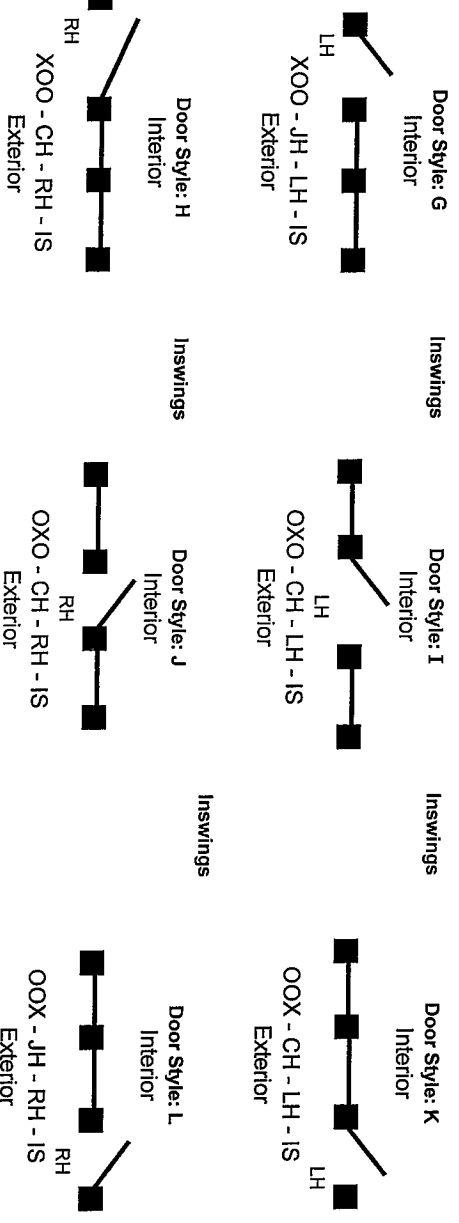 Door Style: G
Inswings
Door Style: I
Inswings
Door Style: K
Interior
Interior
Interior
LH
LH
LH
XOO - JH - LH - IS
OXO - CH - LH - IS
OOX - CH - LH - IS
Exterior
Exterior
Exterior
Door Style: H
Inswings
Door Style: J
Inswings
Door Style: L
Interior
Interior
Interior
RH
RH
RH
XOO - CH - RH - IS
OXO - CH - RH - IS
OOX - JH - RH - IS
Exterior
Exterior
Exterior